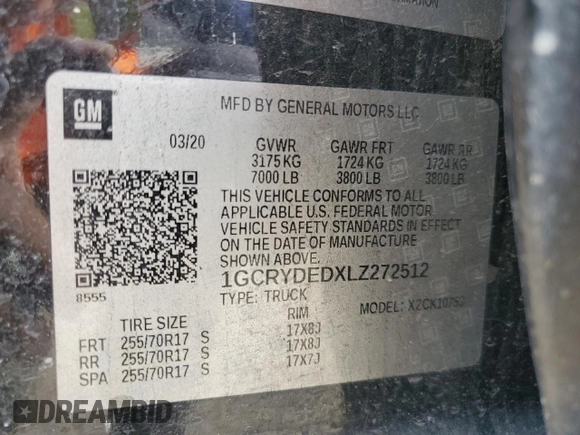 GM
MFD BY GENERAL MOTORS LLC
03/20 GVWR GAWR FRT GAWR RR
3175 KG 1724 KG 1724 KG
7000 LB 3800 LB 3800 LB
THIS VEHICLE CONFORMS TO ALL
APPLICABLE U.S. FEDERAL MOTOR
VEHICLE SAFETY STANDARDS IN EFFECT
ON THE DATE OF MANUFACTURE
SHOWN ABOVE.
8555
1GCRYDEDXLZ272512
TYPE: TRUCK MODEL:
TIRE SIZE RIM
FRT 255/70R17 S 17X8J
RR 255/70R17 S 17X8J
SPA 255/70R17 S 17X7J
DREAMBID